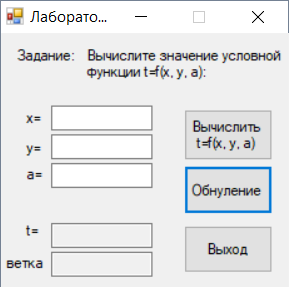 Лаборато...
Задание: Вычислите значение условной
функции t=f(x, y, a):
x=
y=
a=
Вычислить
t=f(x, y, a)
Обнуление
t=
ветка
Выход